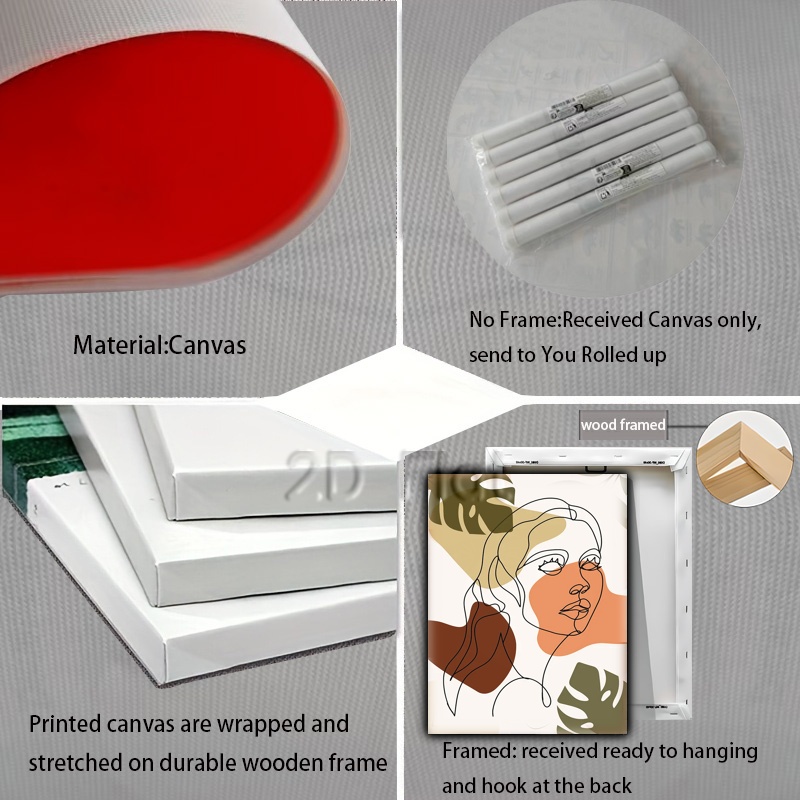 Material:Canvas
No Frame:Received Canvas only,
send to You Rolled up
wood framed
2D
Printed canvas are wrapped and
stretched on durable wooden frame
Framed: received ready to hanging
and hook at the back